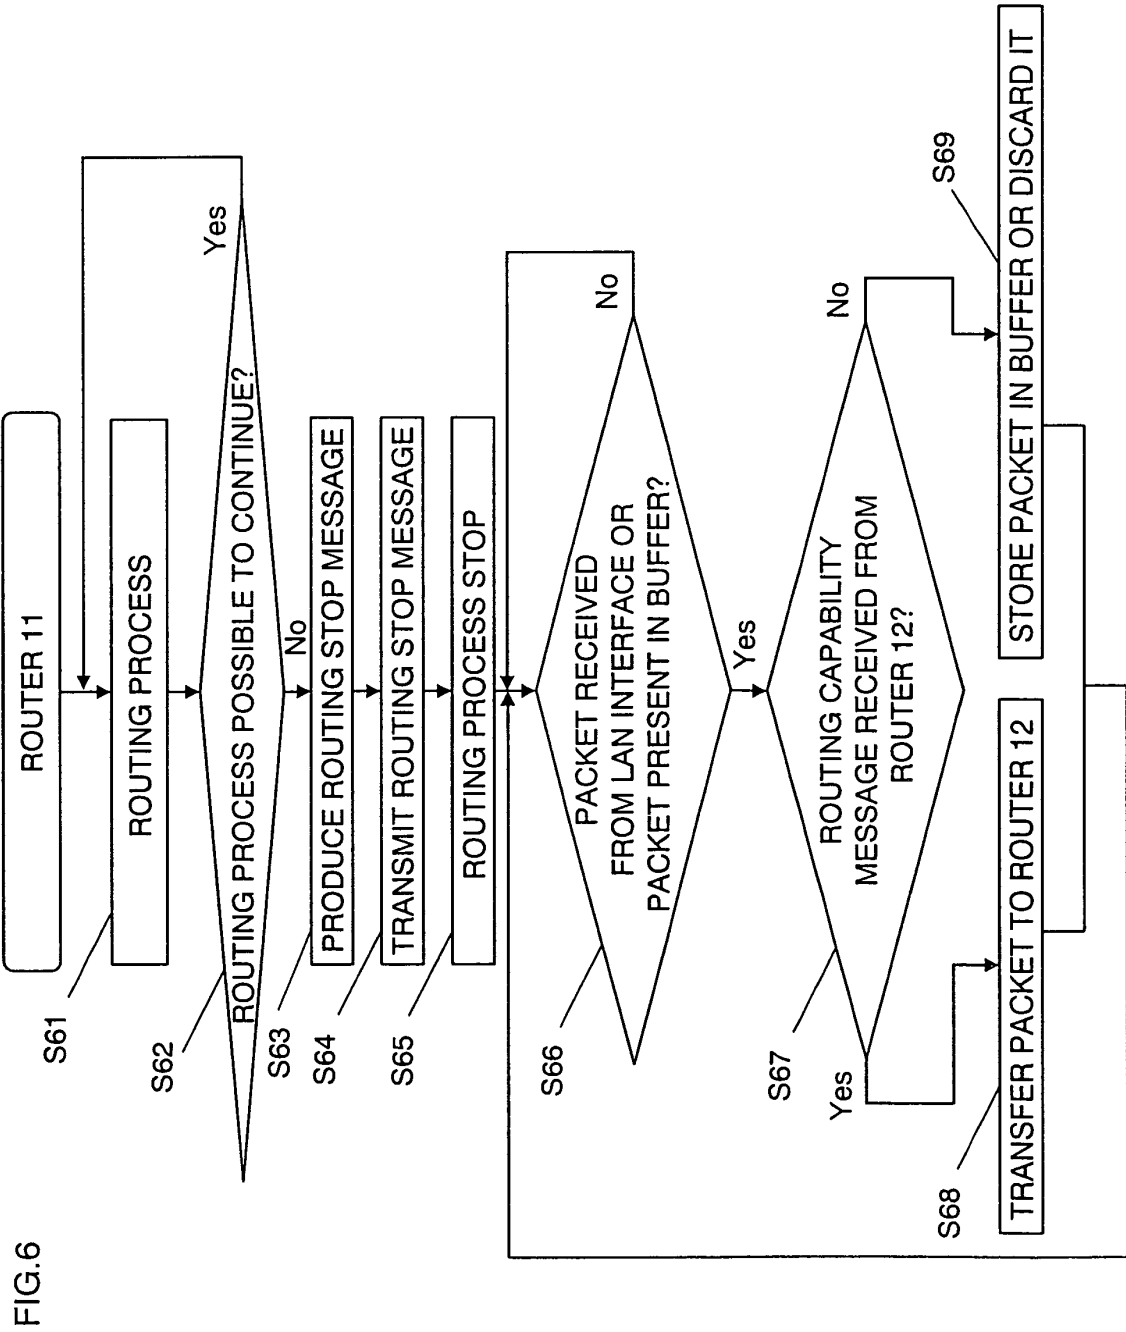 FIG.6
ROUTER 11
S61
ROUTING PROCESS
S62
ROUTING PROCESS POSSIBLE TO CONTINUE?
Yes
No
S63
PRODUCE ROUTING STOP MESSAGE
S64
TRANSMIT ROUTING STOP MESSAGE
S65
ROUTING PROCESS STOP
S66
PACKET RECEIVED
FROM LAN INTERFACE OR
PACKET PRESENT IN BUFFER?
No
Yes
S67
ROUTING CAPABILITY
MESSAGE RECEIVED FROM
ROUTER 12?
Yes
No
S68
TRANSFER PACKET TO ROUTER 12
S69
STORE PACKET IN BUFFER OR DISCARD IT